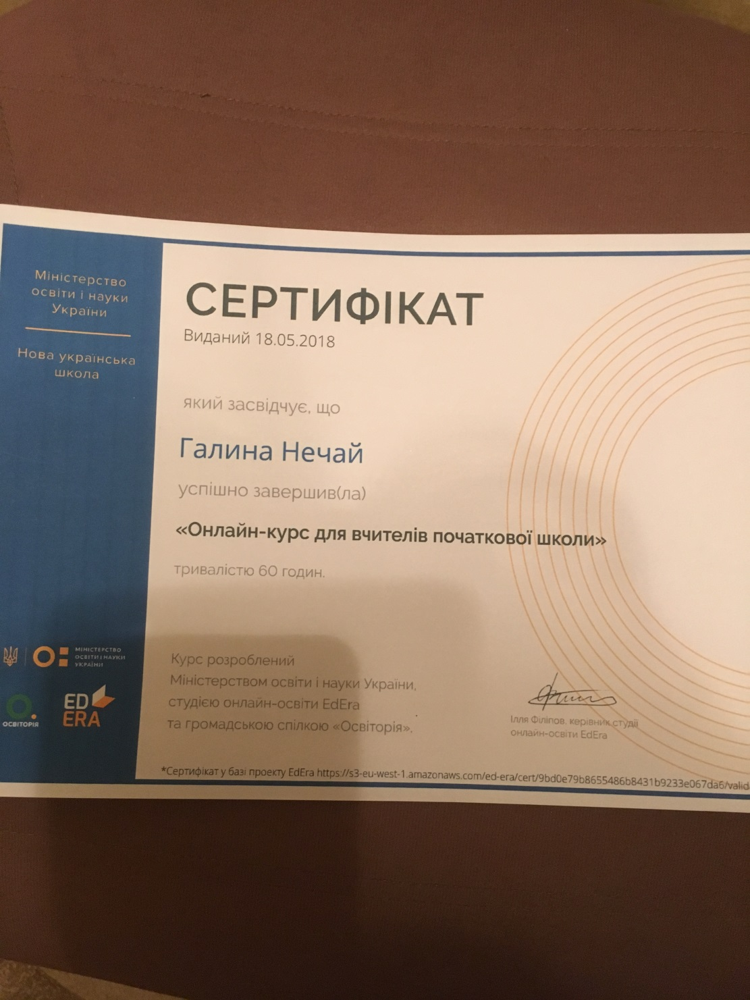 Міністерство
освіти і науки
України
Нова українська
школа
СЕРТИФІКАТ
Виданий 18.05.2018
який засвідчує, що
Галина Нечай
успішно завершив(ла)
«Онлайн-курс для вчителів початкової школи»
тривалістю 60 годин.
МІНІСТЕРСТВО
ОСВІТИ І НАУКИ
УКРАЇНИ
ОСВІТОРІЯ
ED
ERA
Курс розроблений
Міністерством освіти і науки України,
студією онлайн-освіти EdEra
та громадською спілкою «Освіторія».
Ілля Філіпов, керівник студії
онлайн-освіти EdEra
*Сертифікат у базі проекту EdEra https://s3-eu-west-1.amazonaws.com/ed-era/cert/9bd0e79b8655486b8431b9233e067da6/valid